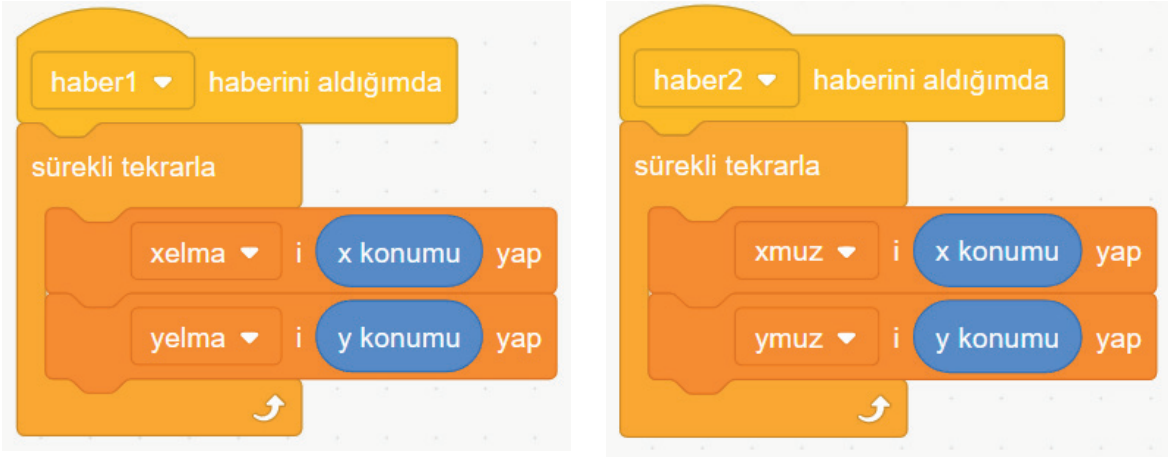 haber1 haberini aldığımda
sürekli tekrarla
xelma i x konumu yap
yelma i y konumu yap
haber2 haberini aldığımda
sürekli tekrarla
xmuz i x konumu yap
ymuz i y konumu yap